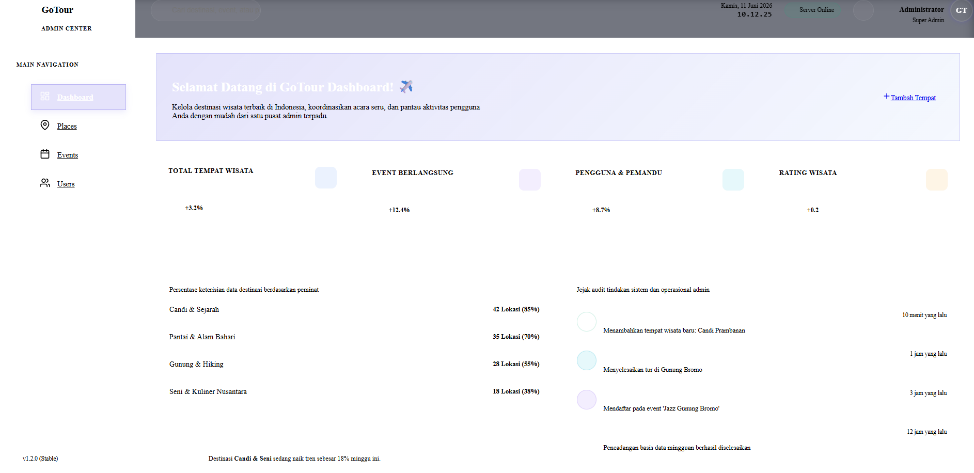 GoTour
ADMIN CENTER
MAIN NAVIGATION
Dashboard
Places
Events
Users
v1.2.0 (Stable)
Kamis, 11 Juni 2026
10.12.25
Server Online
Administrator
Super Admin
GT
Selamat Datang di GoTour Dashboard! ✈️
Kelola destinasi wisata terbaik di Indonesia, koordinasikan acara seru, dan pantau aktivitas pengguna
Anda dengan mudah dari satu pusat admin terpadu.
+ Tambah Tempat
TOTAL TEMPAT WISATA
+3.2%
EVENT BERLANGSUNG
+12.4%
PENGGUNA & PEMANDU
+8.7%
RATING WISATA
+0.2
Persentase keterisian data destinasi berdasarkan peminat
Candi & Sejarah
42 Lokasi (85%)
Pantai & Alam Bahari
35 Lokasi (70%)
Gunung & Hiking
28 Lokasi (55%)
Seni & Kuliner Nusantara
18 Lokasi (38%)
Destinasi Candi & Seni sedang naik tren sebesar 18% minggu ini.
Jejak audit tindakan sistem dan operasional admin
10 menit yang lalu
Menambahkan tempat wisata baru: Candi Prambanan
1 jam yang lalu
Menyelesaikan tur di Gunung Bromo
3 jam yang lalu
Mendaftar pada event 'Jazz Gunung Bromo'
12 jam yang lalu
Pencadangan basis data mingguan berhasil diselesaikan